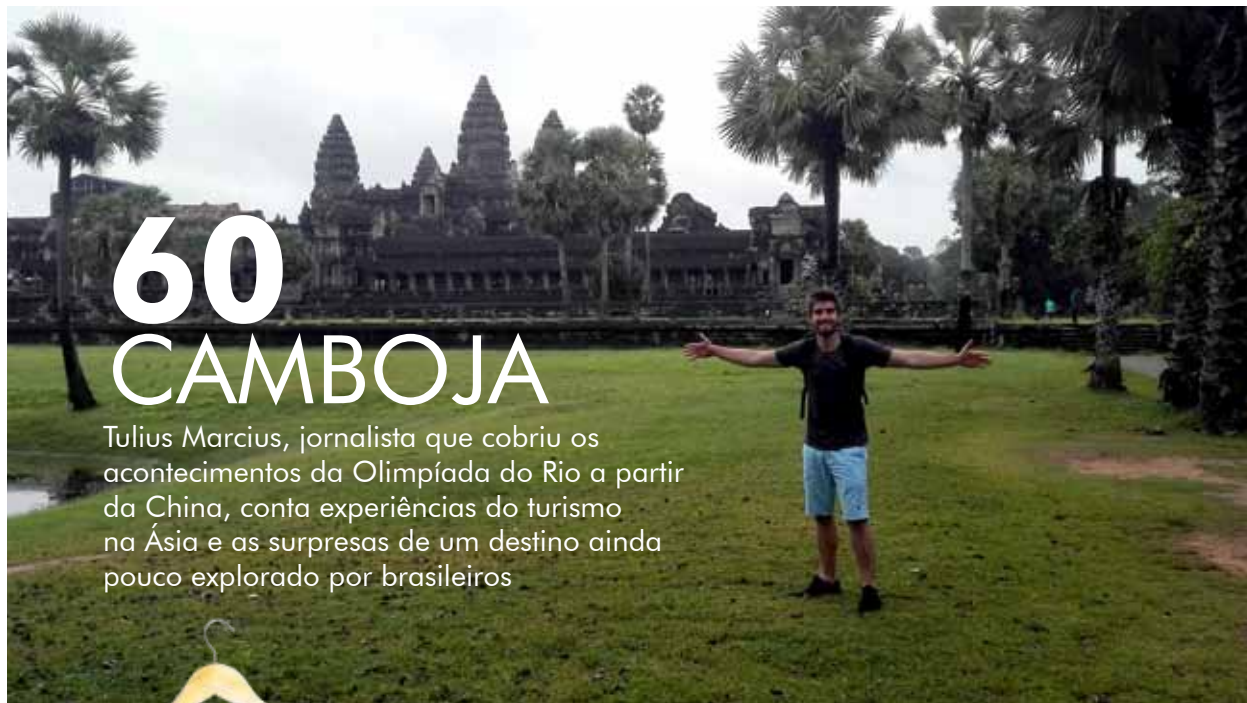 60
CAMBOJA
Tulius Marcius, jornalista que cobriu os
acontecimentos da Olimpíada do Rio a partir
da China, conta experiências do turismo
na Ásia e as surpresas de um destino ainda
pouco explorado por brasileiros